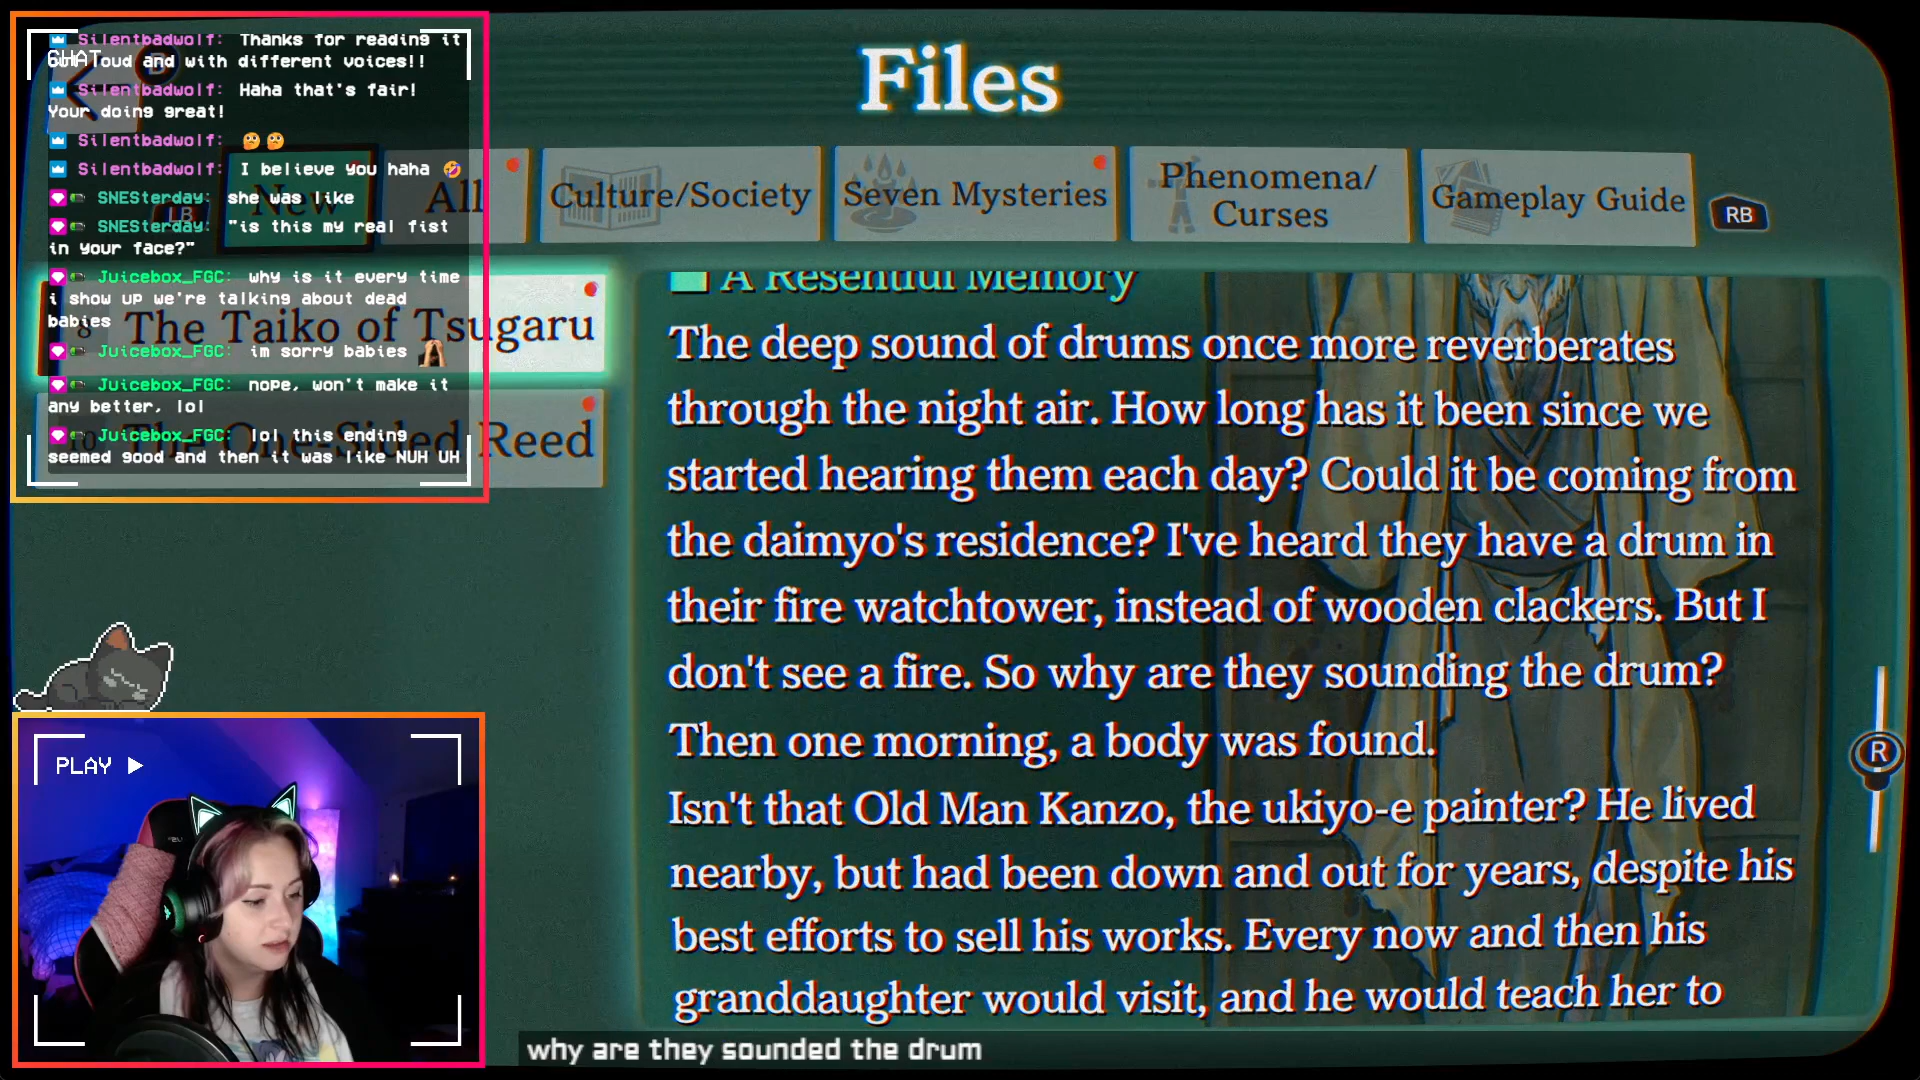 Silentbadwolf: Thanks for reading it
out loud and with different voices!!
CHAT
B
Silentbadwolf: Haha that's fair!
Your doing great!
Silentbadwolf:
Silentbadwolf: I believe you haha
SNESterday: she was like
SNESterday: "is this my real fist
in your face?"
Juicebox_FGC: why is it every time
i show up we're talking about dead
babies
Juicebox_FGC: im sorry babies
Juicebox_FGC: nope, won't make it
any better, lol
Juicebox_FGC: lol this ending
seemed good and then it was like NUH UH
Files
LB
New
All
Culture/Society
Seven Mysteries
Phenomena/
Curses
Gameplay Guide
RB
8 The Taiko of Tsugaru
The One-Sided Reed
A Resentful Memory
The deep sound of drums once more reverberates
through the night air. How long has it been since we
started hearing them each day? Could it be coming from
the daimyo's residence? I've heard they have a drum in
their fire watchtower, instead of wooden clackers. But I
don't see a fire. So why are they sounding the drum?
Then one morning, a body was found.
Isn't that Old Man Kanzo, the ukiyo-e painter? He lived
nearby, but had been down and out for years, despite his
best efforts to sell his works. Every now and then his
granddaughter would visit, and he would teach her to
R
PLAY
why are they sounded the drum